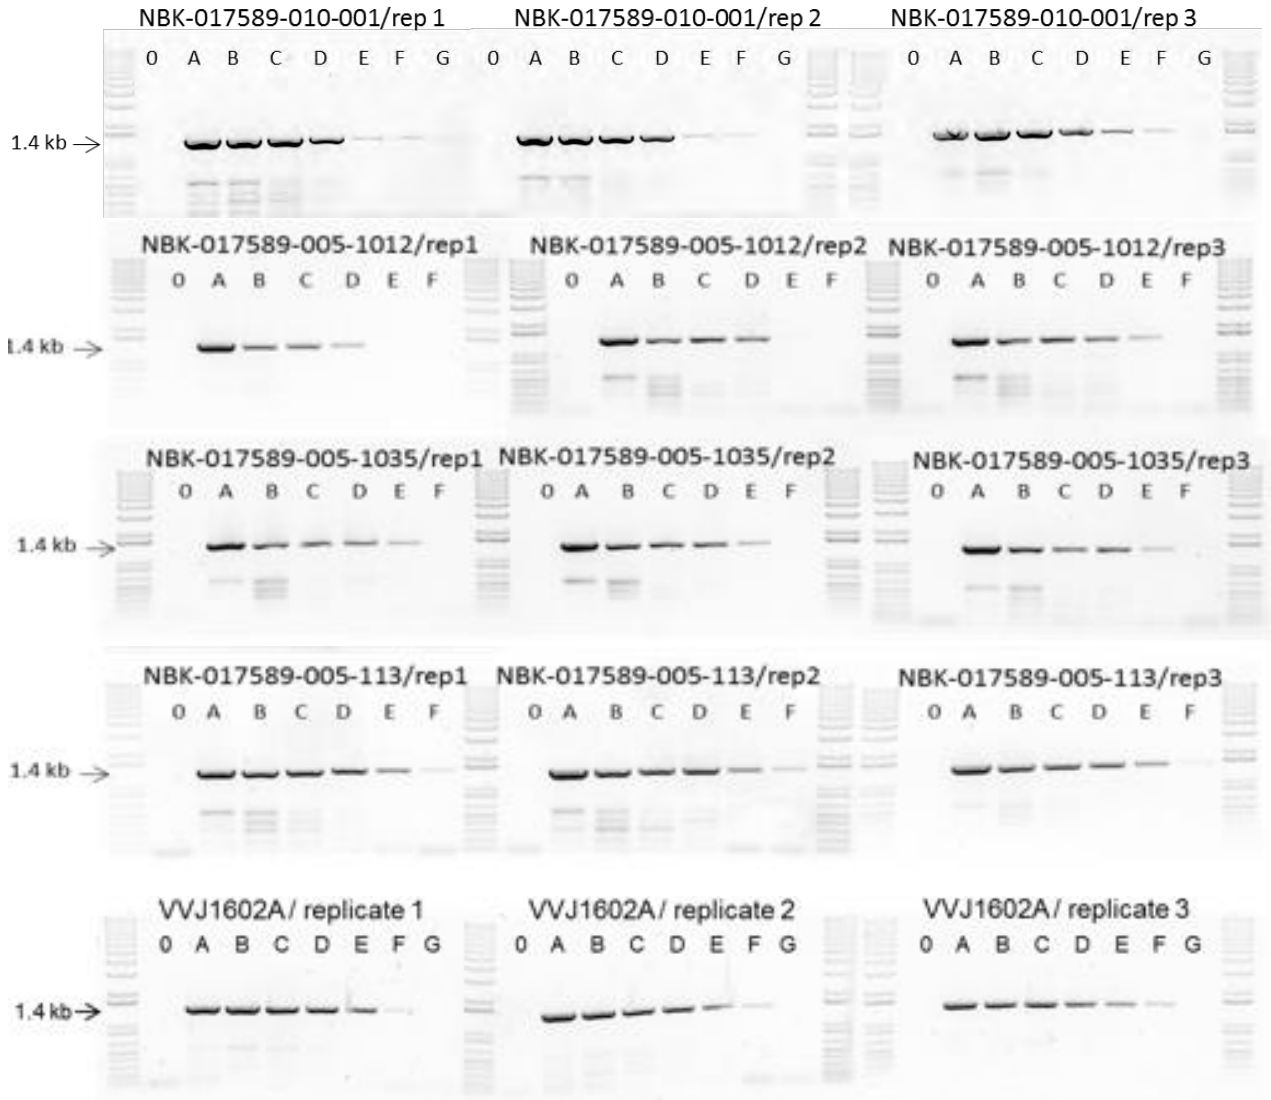 NBK-017589-010-001/rep 1 NBK-017589-010-001/rep 2 NBK-017589-010-001/rep 3
0 A B C D E F G 0 A B C D E F G 0 A B C D E F G
1.4 kb
NBK-017589-005-1012/rep1 NBK-017589-005-1012/rep2 NBK-017589-005-1012/rep3
0 A B C D E F 0 A B C D E F 0 A B C D E F
1.4 kb
NBK-017589-005-1035/rep1 NBK-017589-005-1035/rep2 NBK-017589-005-1035/rep3
0 A B C D E F 0 A B C D E F 0 A B C D E F
1.4 kb
NBK-017589-005-113/rep1 NBK-017589-005-113/rep2 NBK-017589-005-113/rep3
0 A B C D E F 0 A B C D E F 0 A B C D E F
1.4 kb
VVJ1602A/ replicate 1 VVJ1602A/ replicate 2 VVJ1602A/ replicate 3
0 A B C D E F G 0 A B C D E F G 0 A B C D E F G
1.4 kb